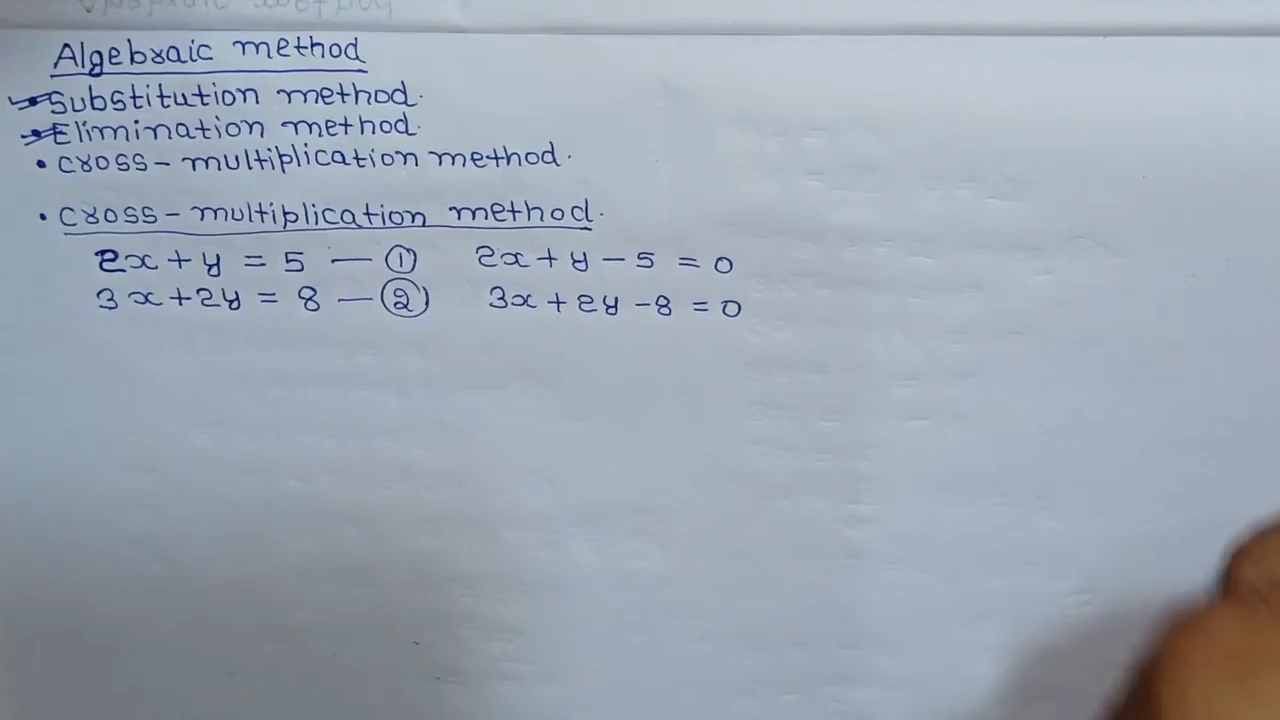 Algebraic method
Substitution method.
• Elimination method.
• cross-multiplication method.
• cross-multiplication method.
2x + y = 5 — ① 2x + y - 5 = 0
3x + 2y = 8 — ② 3x + 2y - 8 = 0